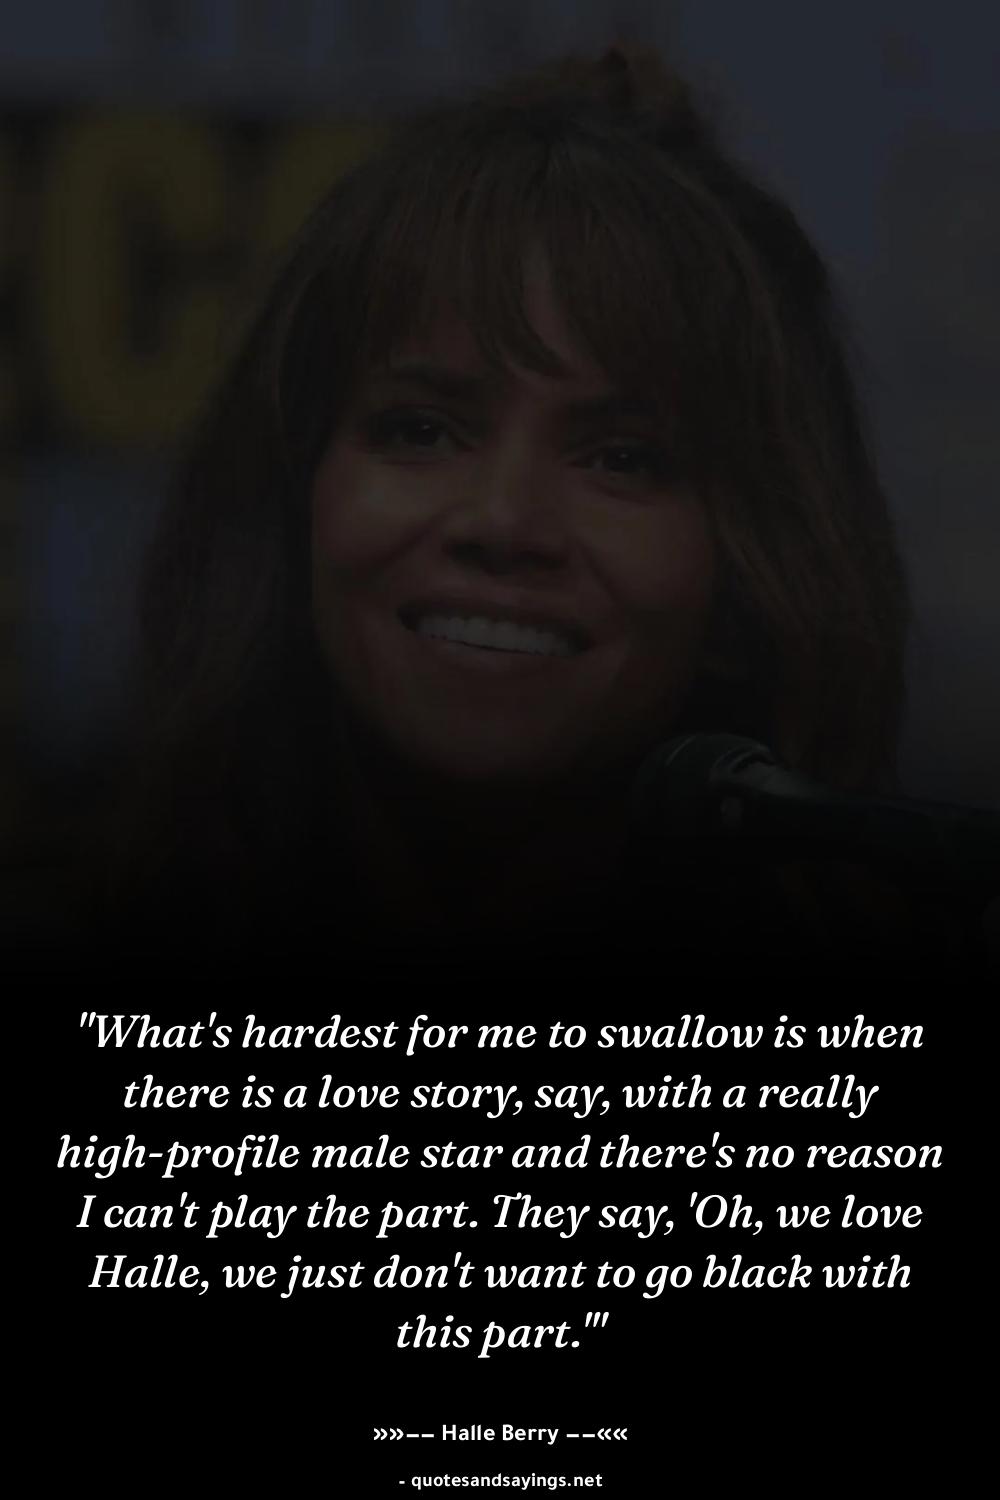 "What's hardest for me to swallow is when
there is a love story, say, with a really
high-profile male star and there's no reason
I can't play the part. They say, 'Oh, we love
Halle, we just don't want to go black with
this part.'"
»»–– Halle Berry ––««
- quotesandsayings.net